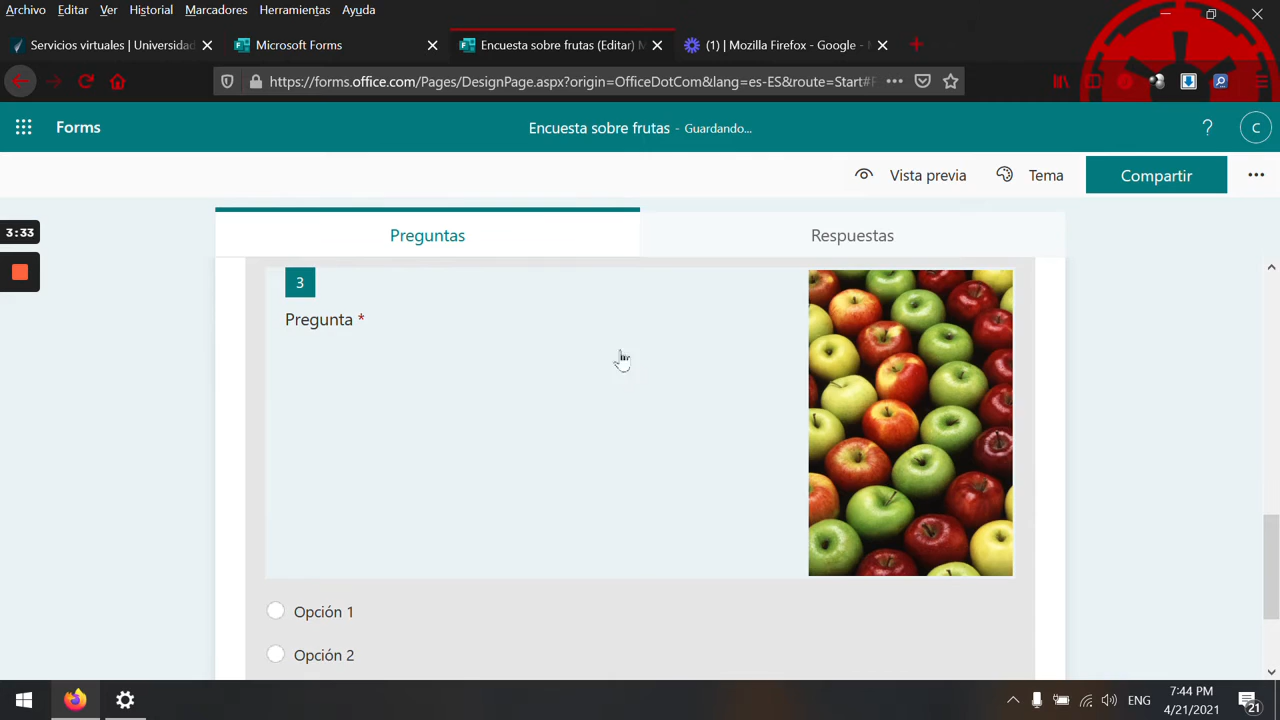 Archivo Editar Ver Historial Marcadores Herramientas Ayuda
Servicios virtuales | Universidad
Microsoft Forms
Encuesta sobre frutas (Editar) M
(1) | Mozilla Firefox - Google -
https://forms.office.com/Pages/DesignPage.aspx?origin=OfficeDotCom&lang=es-ES&route=Start#F
Forms
Encuesta sobre frutas - Guardando...
? C
Vista previa
Tema
Compartir
3:33
Preguntas
Respuestas
3
Pregunta *
Opción 1
Opción 2
ENG
7:44 PM
4/21/2021
21